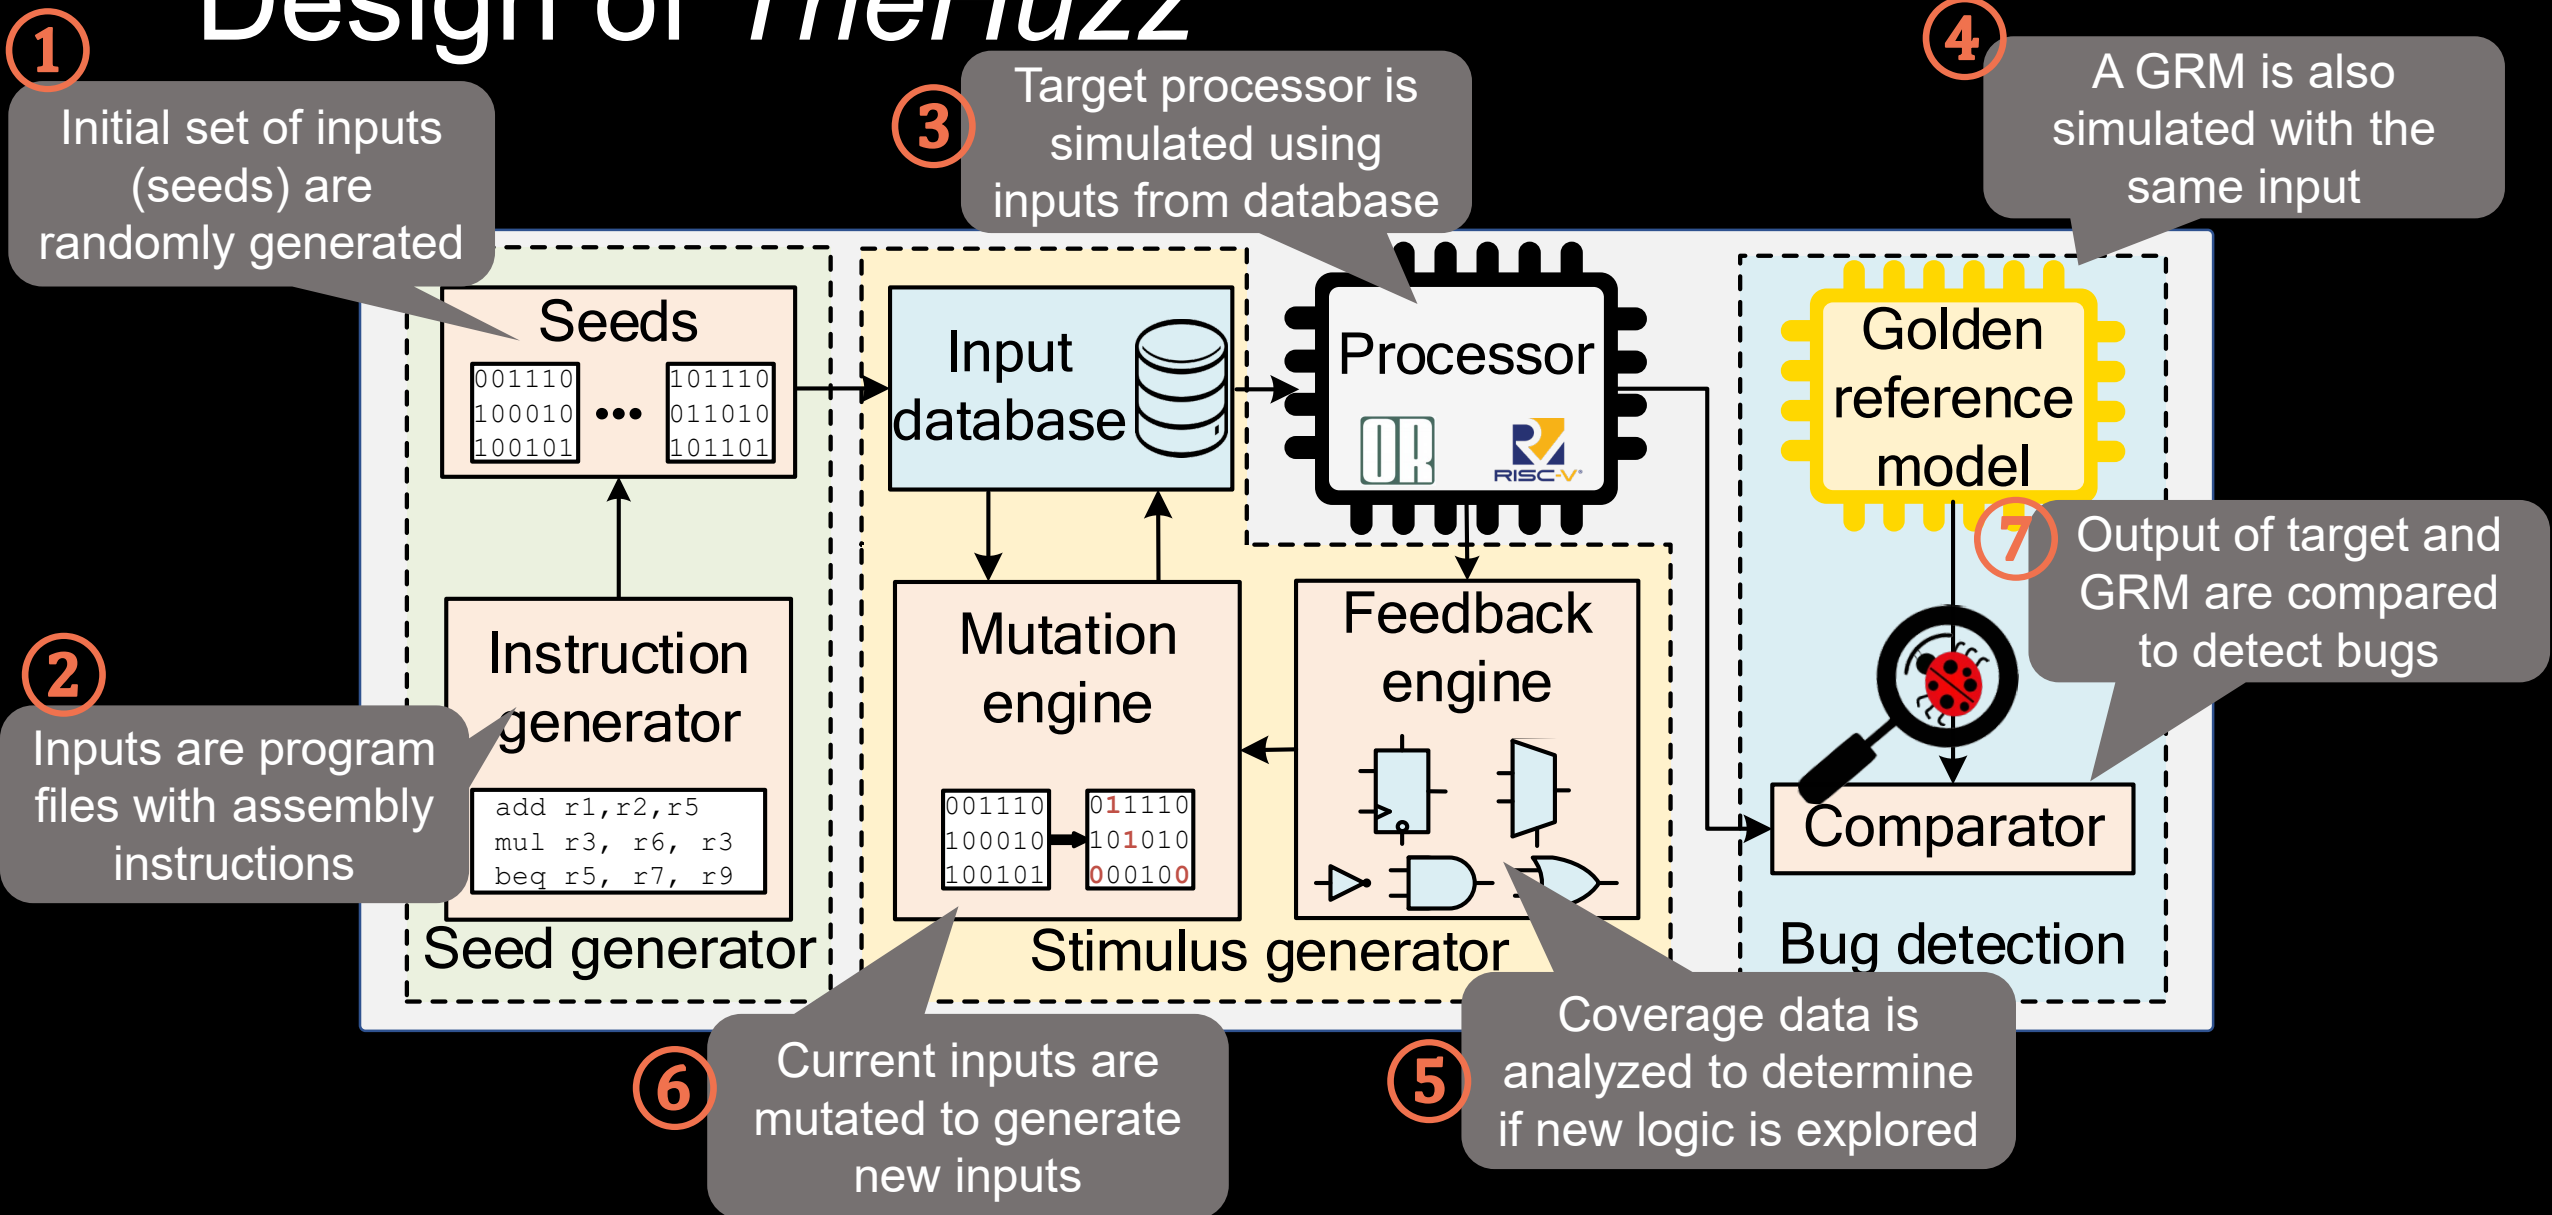 Design of TheHuzz
1
Initial set of inputs
(seeds) are
randomly generated
3
Target processor is
simulated using
inputs from database
4
A GRM is also
simulated with the
same input
Seeds
001110
100010
100101
101110
011010
101101
Input
database
Processor
OR
RISC-V
Golden
reference
model
2
Inputs are program
files with assembly
instructions
Instruction
generator
add r1,r2,r5
mul r3, r6, r3
beq r5, r7, r9
Seed generator
Mutation
engine
001110
100010
100101
011110
101010
000100
Feedback
engine
Stimulus generator
7
Output of target and
GRM are compared
to detect bugs
Comparator
Bug detection
6
Current inputs are
mutated to generate
new inputs
5
Coverage data is
analyzed to determine
if new logic is explored